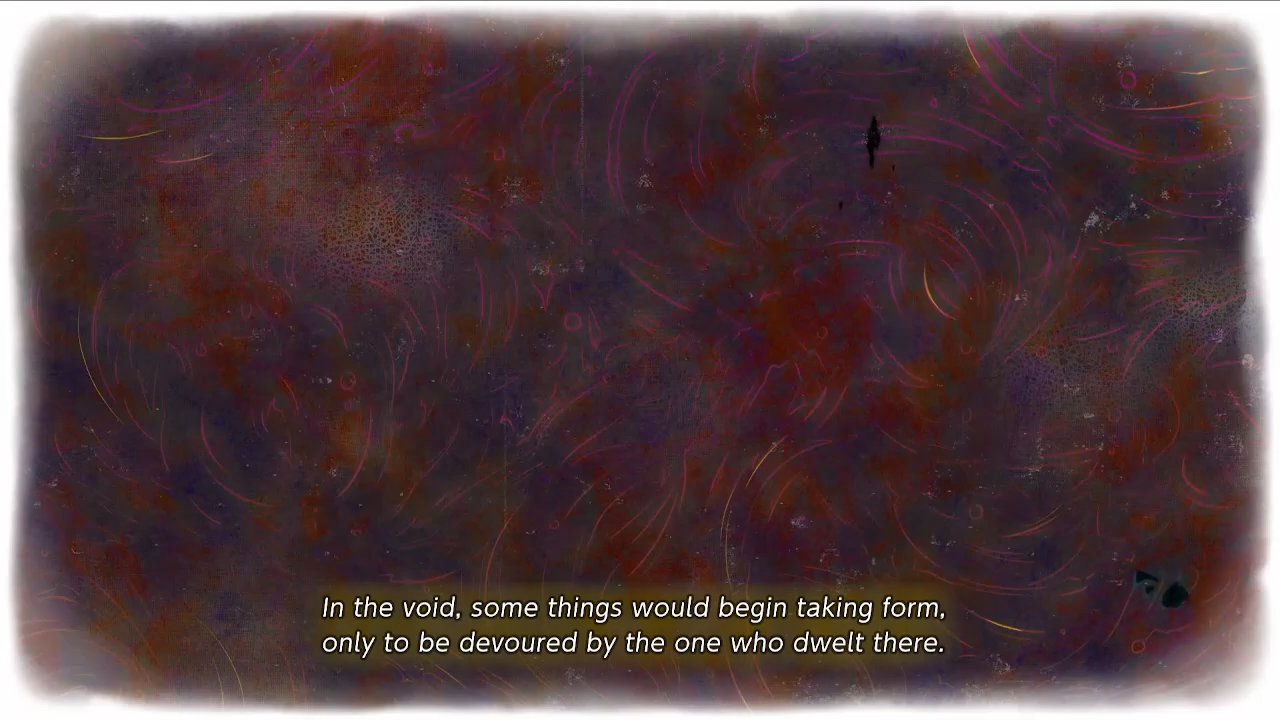 In the void, some things would begin taking form,
only to be devoured by the one who dwelt there.